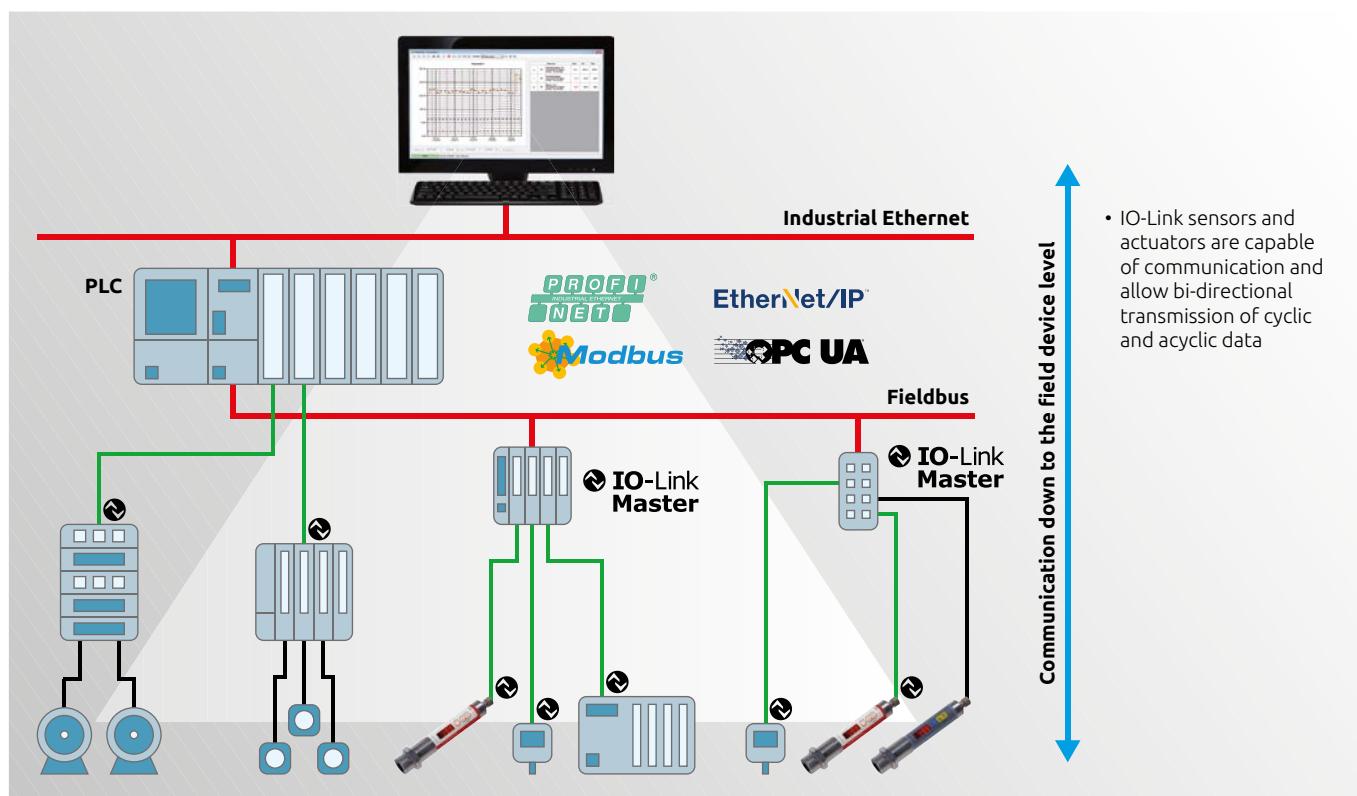 Industrial Ethernet
PLC
PROFI®
INDUSTRIAL ETHERNET
NET
EtherNet/IP™
Modbus
OPC UA
Fieldbus
IO-Link
Master
IO-Link
Master
Communication down to the field device level
• IO-Link sensors and
actuators are capable
of communication and
allow bi-directional
transmission of cyclic
and acyclic data